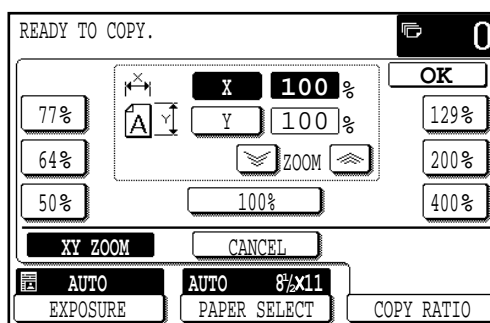 READY TO COPY.
0
OK
X
X 100%
A Y
Y 100%
77%
129%
ZOOM
64%
200%
50%
100%
400%
XY ZOOM CANCEL
AUTO AUTO 8½x11
EXPOSURE PAPER SELECT COPY RATIO